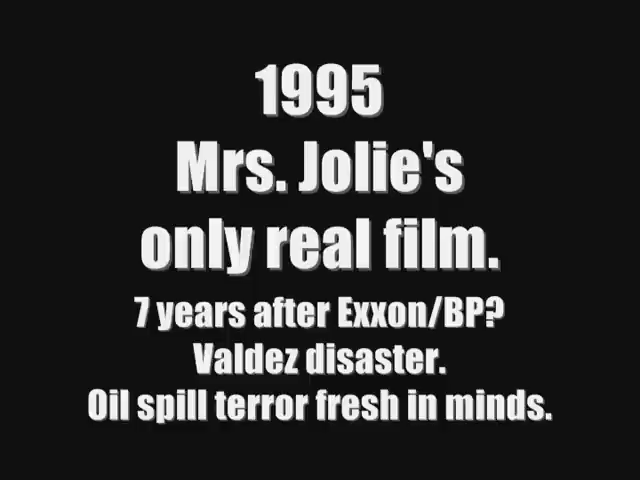 1995
Mrs. Jolie's
only real film.
7 years after Exxon/BP?
Valdez disaster.
Oil spill terror fresh in minds.